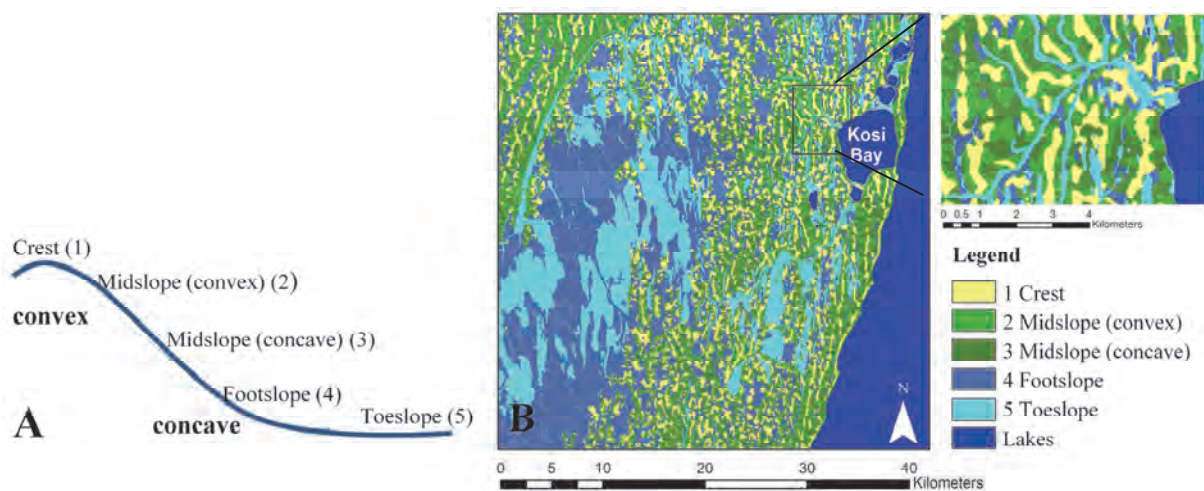 Crest (1)
Midslope (convex) (2)
convex
Midslope (concave) (3)
Footslope (4)
concave
Toeslope (5)
A
Kosi
Bay
B
N
0 5 10 20 30 40
Kilometers
0 0.5 1 2 3 4
Kilometers
Legend
1 Crest
2 Midslope (convex)
3 Midslope (concave)
4 Footslope
5 Toeslope
Lakes